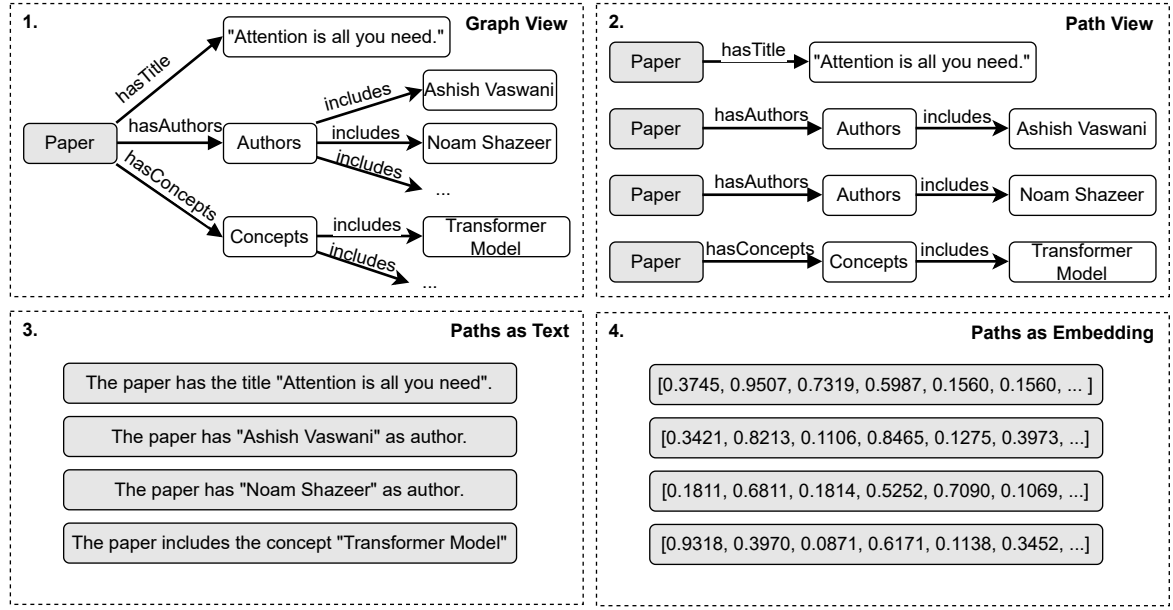 1.
Graph View
"Attention is all you need."
hasTitle
Ashish Vaswani
includes
Paper
hasAuthors
Authors
includes
Noam Shazeer
includes
...
hasConcepts
Concepts
includes
Transformer
Model
includes
...
2.
Path View
Paper
hasTitle
"Attention is all you need."
Paper
hasAuthors
Authors
includes
Ashish Vaswani
Paper
hasAuthors
Authors
includes
Noam Shazeer
Paper
hasConcepts
Concepts
includes
Transformer
Model
3.
Paths as Text
The paper has the title "Attention is all you need".
The paper has "Ashish Vaswani" as author.
The paper has "Noam Shazeer" as author.
The paper includes the concept "Transformer Model"
4.
Paths as Embedding
[0.3745, 0.9507, 0.7319, 0.5987, 0.1560, 0.1560, ... ]
[0.3421, 0.8213, 0.1106, 0.8465, 0.1275, 0.3973, ...]
[0.1811, 0.6811, 0.1814, 0.5252, 0.7090, 0.1069, ...]
[0.9318, 0.3970, 0.0871, 0.6171, 0.1138, 0.3452, ...]